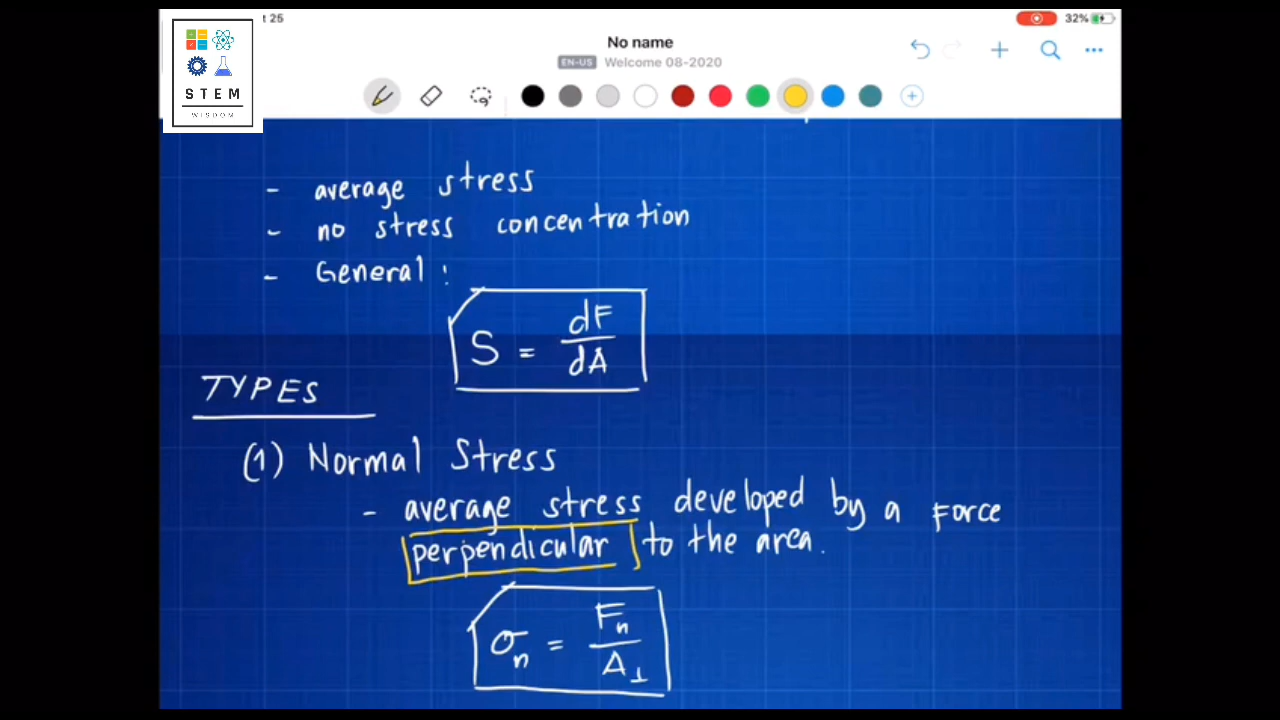 t 25
32%
STEM
WISDOM
No name
EN-US Welcome 08-2020
- average stress
- no stress concentration
- General :
S = dF/dA
TYPES
(1) Normal Stress
- average stress developed by a force
perpendicular to the area.
σn = Fn/A⊥